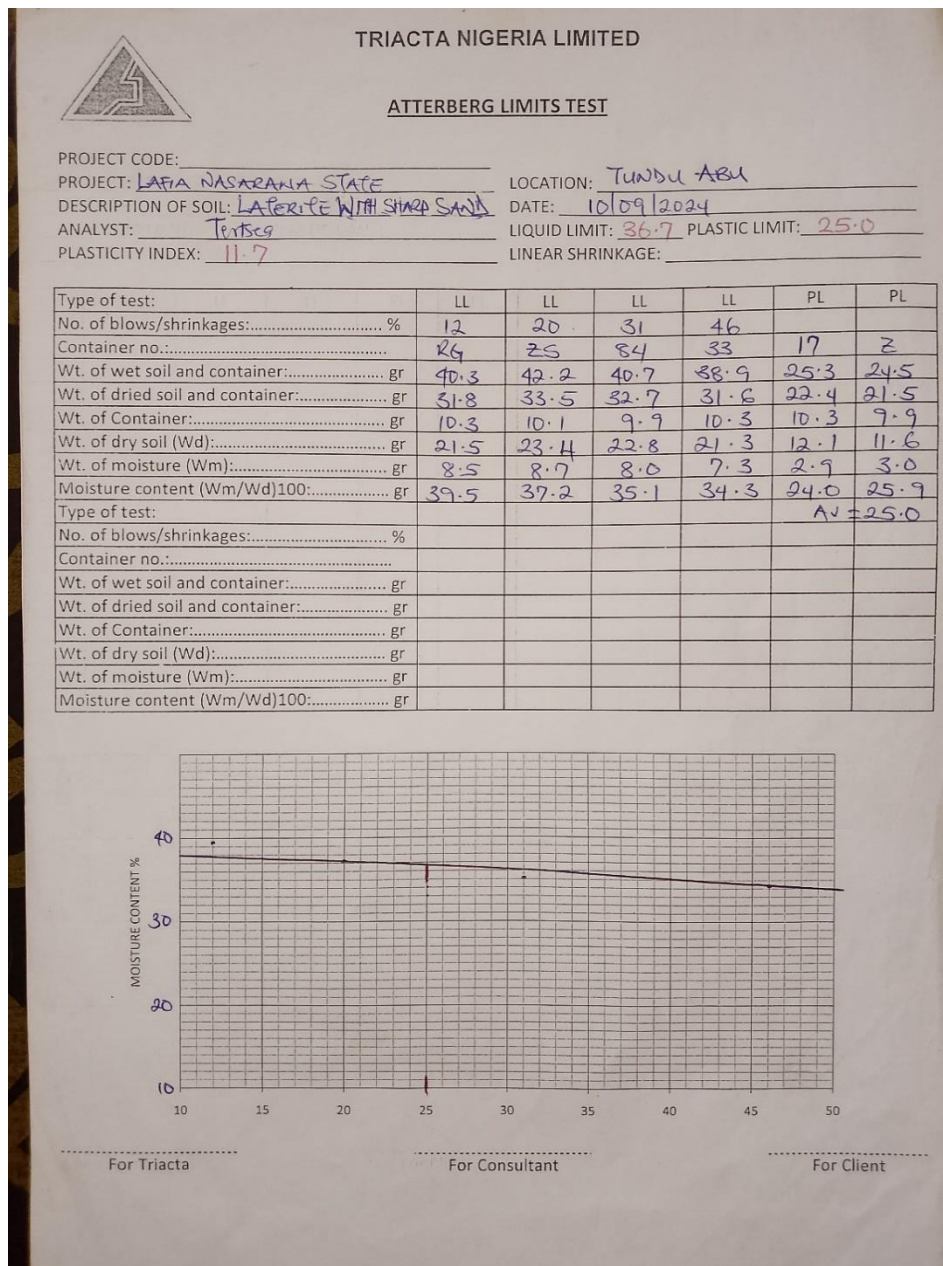 TRIACTA NIGERIA LIMITED
ATTERBERG LIMITS TEST
PROJECT CODE:
PROJECT: LAFIA NASARANA STATE
LOCATION: TUNDU ABU
DESCRIPTION OF SOIL: LATERITE WITH SHARP SAND
DATE: 10/09/2024
ANALYST: Tertseg
LIQUID LIMIT: 36.7 PLASTIC LIMIT: 25.0
PLASTICITY INDEX: 11.7
LINEAR SHRINKAGE:
Type of test: LL LL LL LL PL PL
No. of blows/shrinkages:.............................. % 12 20 31 46
Container no.:................................................ RG ZS 84 33 17 Z
Wt. of wet soil and container:..................... gr 40.3 42.2 40.7 38.9 25.3 24.5
Wt. of dried soil and container:.................... gr 31.8 33.5 32.7 31.6 22.4 21.5
Wt. of Container:.......................................... gr 10.3 10.1 9.9 10.3 10.3 9.9
Wt. of dry soil (Wd):..................................... gr 21.5 23.4 22.8 21.3 12.1 11.6
Wt. of moisture (Wm):................................. gr 8.5 8.7 8.0 7.3 2.9 3.0
Moisture content (Wm/Wd)100:.................. gr 39.5 37.2 35.1 34.3 24.0 25.9
Type of test: Av = 25.0
No. of blows/shrinkages:.............................. %
Container no.:................................................
Wt. of wet soil and container:..................... gr
Wt. of dried soil and container:.................... gr
Wt. of Container:.......................................... gr
Wt. of dry soil (Wd):..................................... gr
Wt. of moisture (Wm):................................. gr
Moisture content (Wm/Wd)100:.................. gr
MOISTURE CONTENT %
40
30
20
10
10 15 20 25 30 35 40 45 50
For Triacta
For Consultant
For Client